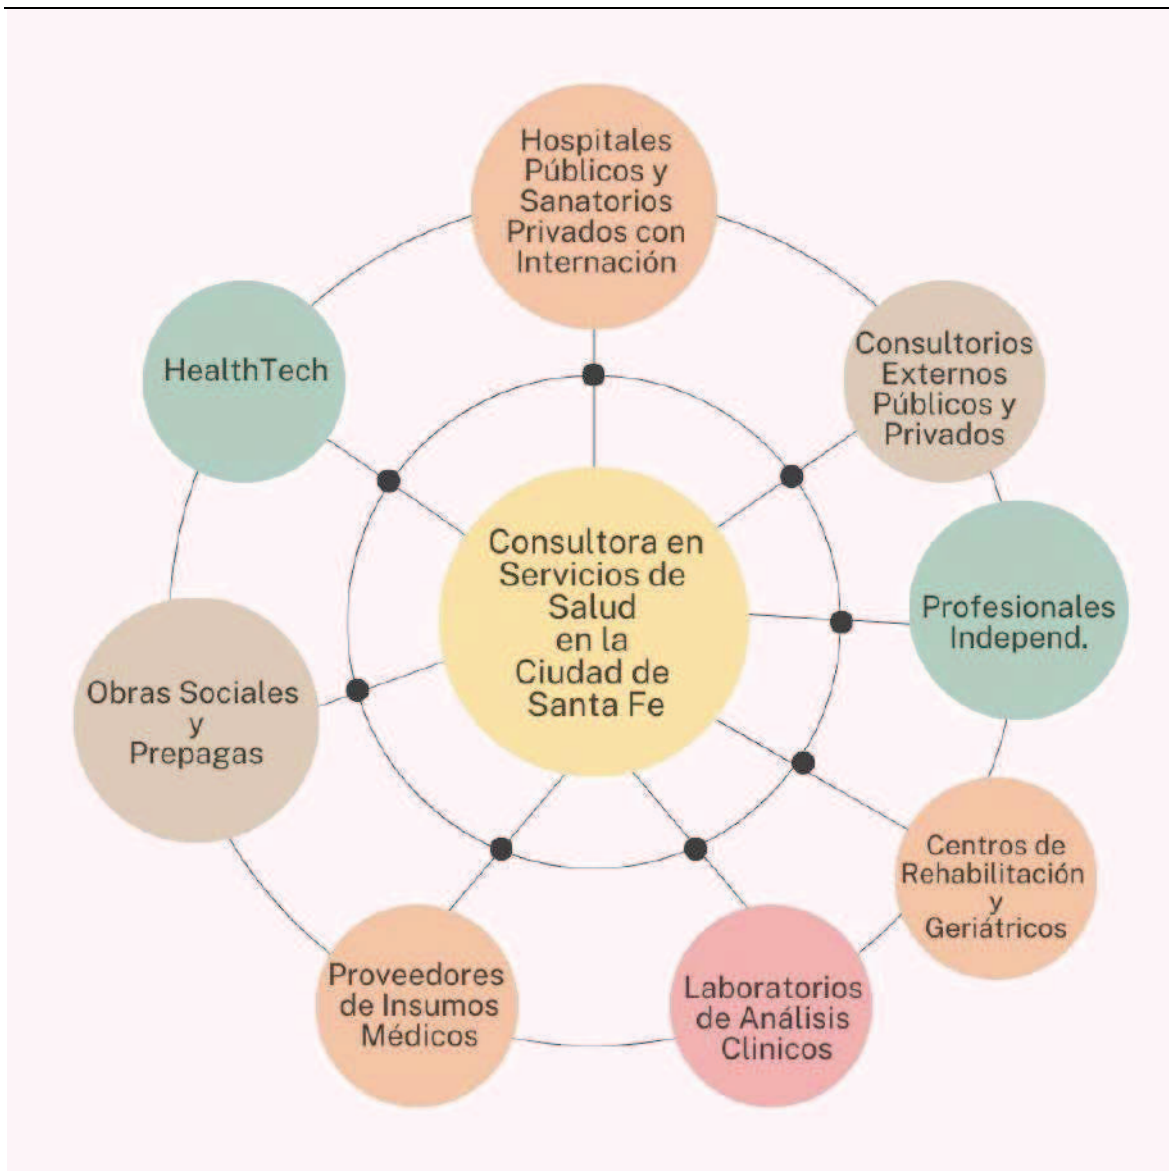 Hospitales
Públicos y
Sanatorios
Privados con
Internación
Consultorios
Externos
Públicos y
Privados
Profesionales
Independ.
Centros de
Rehabilitación
y
Geriátricos
Laboratorios
de Análisis
Clinicos
Proveedores
de Insumos
Médicos
Obras Sociales
y
Prepagas
HealthTech
Consultora en
Servicios de
Salud
en la
Ciudad de
Santa Fe